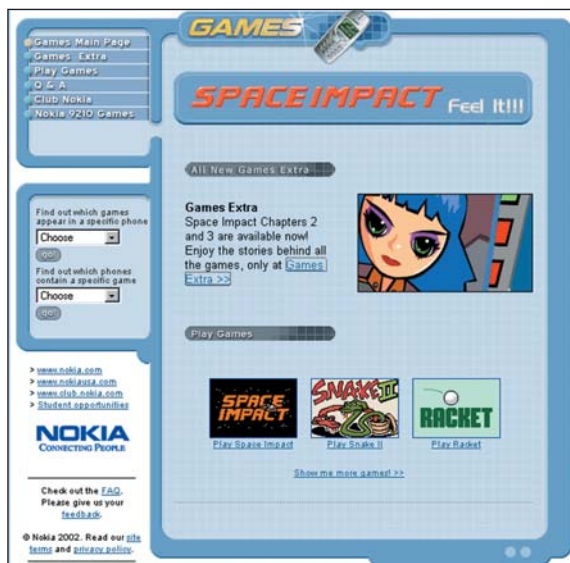 GAMES
Games Main Page
Games Extra
Play Games
Q & A
Club Nokia
Nokia 9210 Games
SPACE IMPACT Feel It!!!
Find out which games
appear in a specific phone
Choose
go!
Find out which phones
contain a specific game
Choose
go!
All New Games Extra
Games Extra
Space Impact Chapters 2
and 3 are available now!
Enjoy the stories behind all
the games, only at Games
Extra >>
Play Games
SPACE
IMPACT
SNAKE II
RACKET
Play Space Impact
Play Snake II
Play Racket
Show me more games! >>
> www.nokia.com
> www.nokiausa.com
> www.club.nokia.com
> Student opportunities
NOKIA
CONNECTING PEOPLE
Check out the FAQ.
Please give us your
feedback.
© Nokia 2002. Read our site
terms and privacy policy.